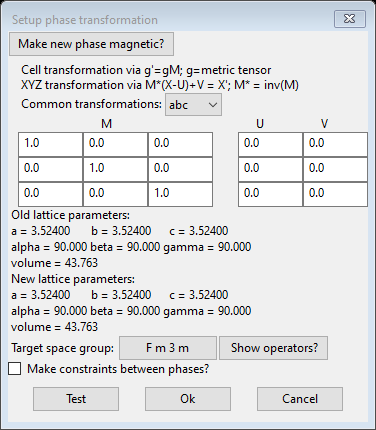 Setup phase transformation
Make new phase magnetic?
Cell transformation via g'=gM; g=metric tensor
XYZ transformation via M*(X-U)+V = X'; M* = inv(M)
Common transformations: abc
M U V
1.0 0.0 0.0 0.0 0.0
0.0 1.0 0.0 0.0 0.0
0.0 0.0 1.0 0.0 0.0
Old lattice parameters:
a = 3.52400 b = 3.52400 c = 3.52400
alpha = 90.000 beta = 90.000 gamma = 90.000
volume = 43.763
New lattice parameters:
a = 3.52400 b = 3.52400 c = 3.52400
alpha = 90.000 beta = 90.000 gamma = 90.000
volume = 43.763
Target space group: F m 3 m Show operators?
Make constraints between phases?
Test Ok Cancel